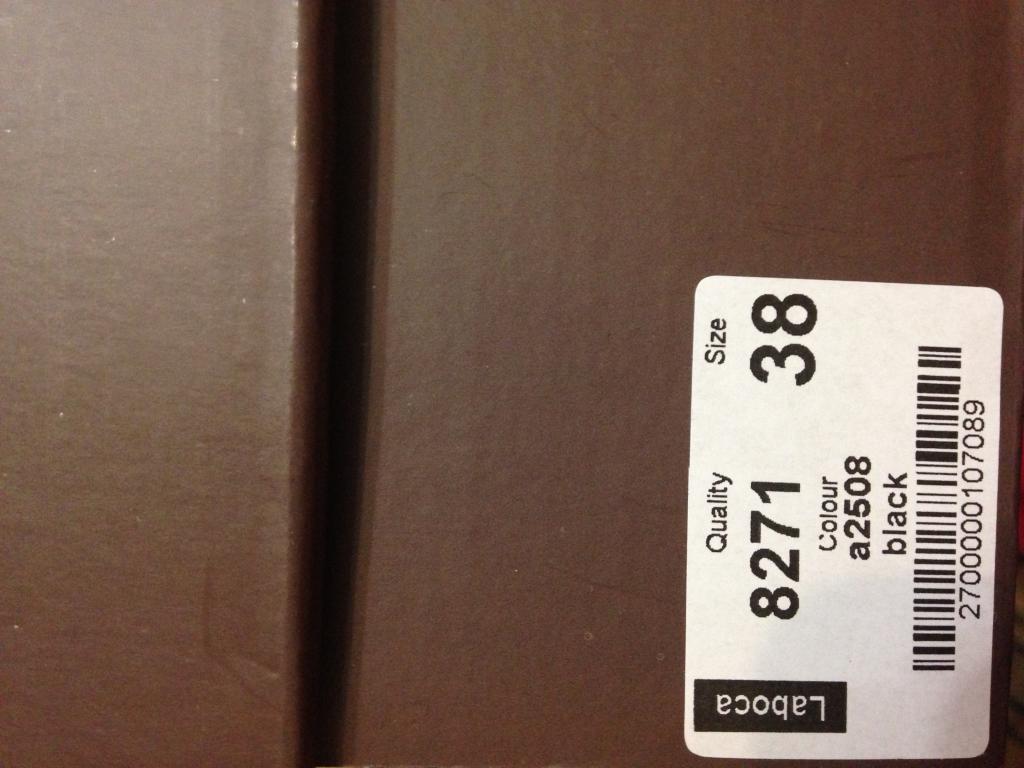 Laboca
Quality
Size
8271
38
Colour
a2508
black
2700000107089